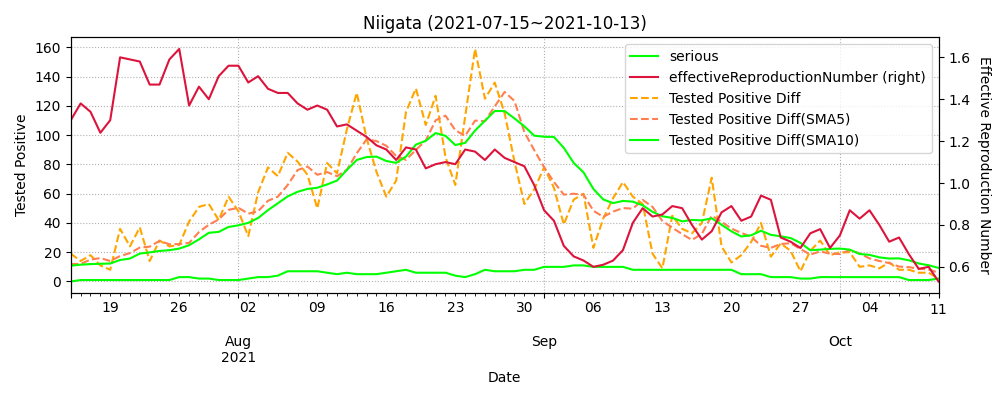 Niigata (2021-07-15~2021-10-13)
160
140
120
100
80
60
40
20
0
Tested Positive
serious
effectiveReproductionNumber (right)
Tested Positive Diff
Tested Positive Diff(SMA5)
Tested Positive Diff(SMA10)
1.6
1.4
1.2
1.0
0.8
0.6
Effective Reproduction Number
19 26 02 09 16 23 30 06 13 20 27 04 11
Aug Sep Oct
2021
Date